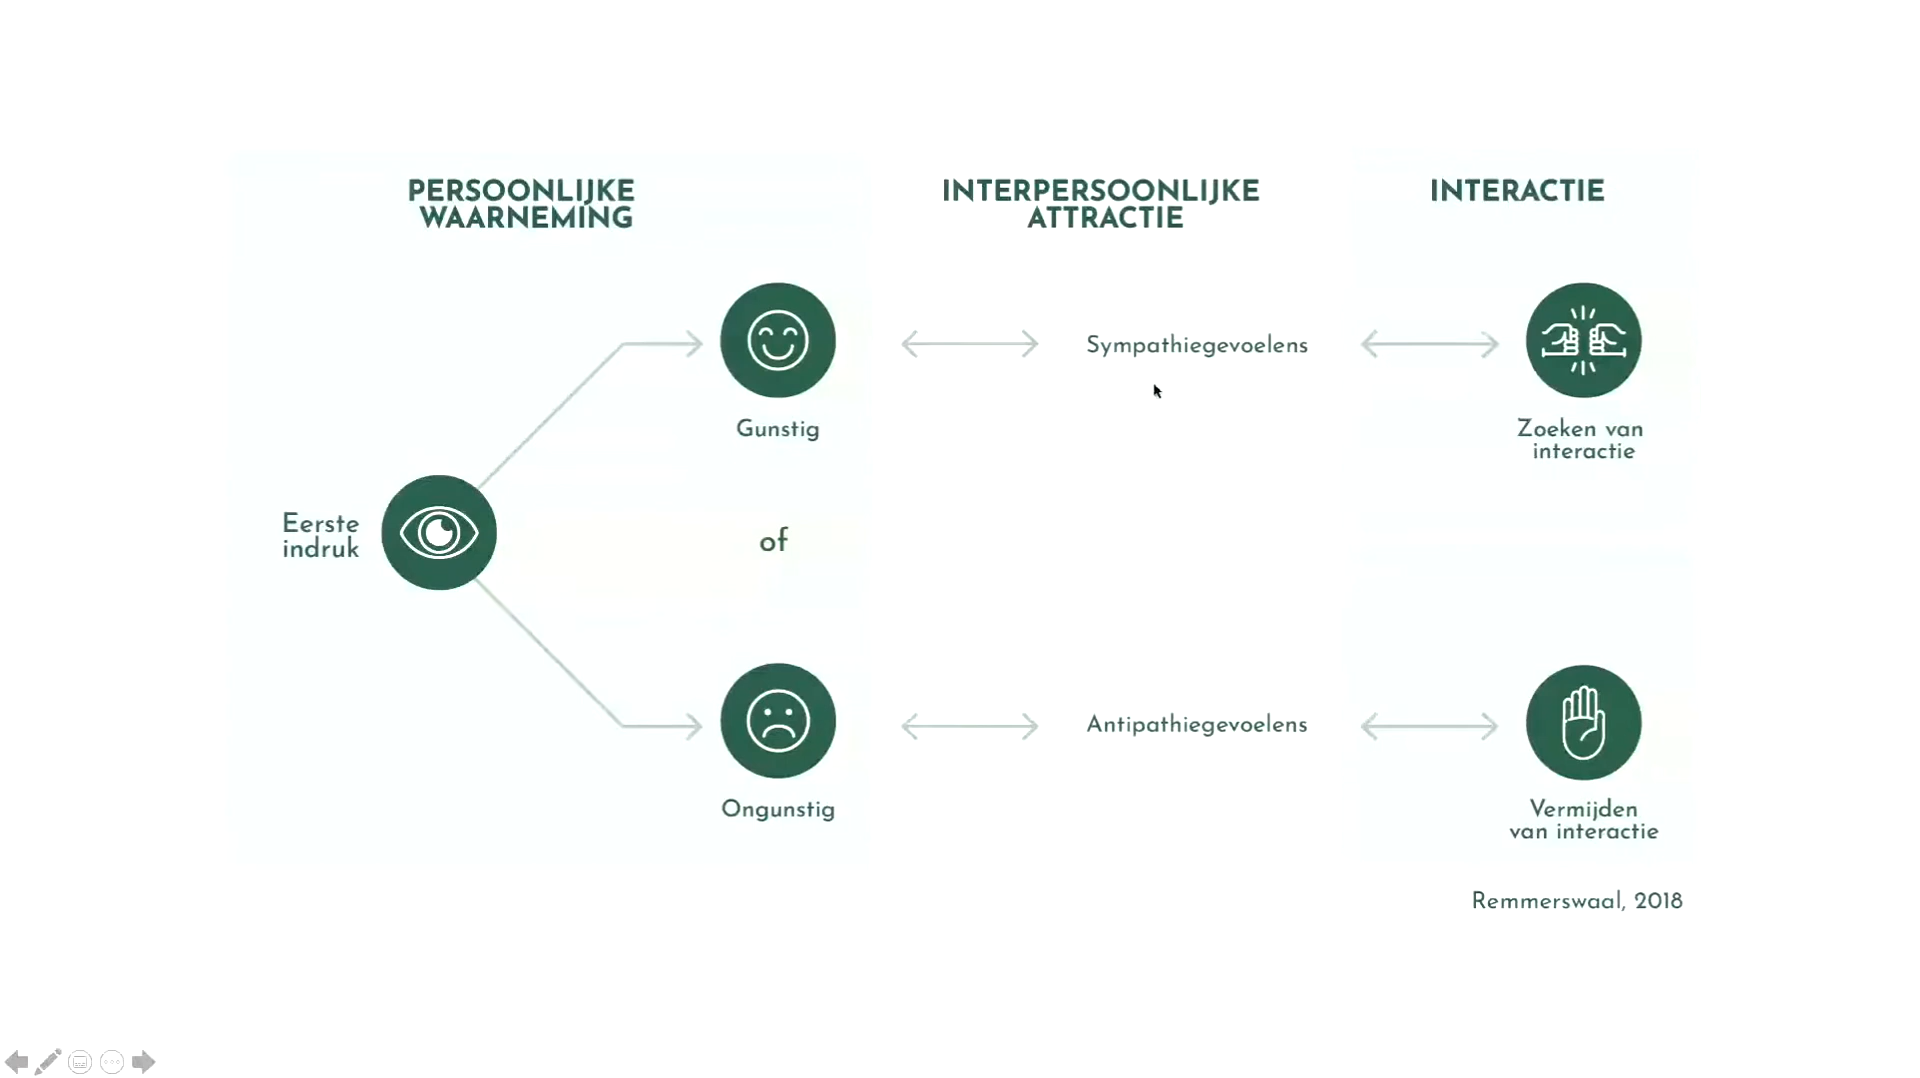 PERSOONLIJKE
WAARNEMING
INTERPERSOONLIJKE
ATTRACTIE
INTERACTIE
Gunstig
Sympathiegevoelens
Zoeken van
interactie
Eerste
indruk
of
Ongunstig
Antipathiegevoelens
Vermijden
van interactie
Remmerswaal, 2018